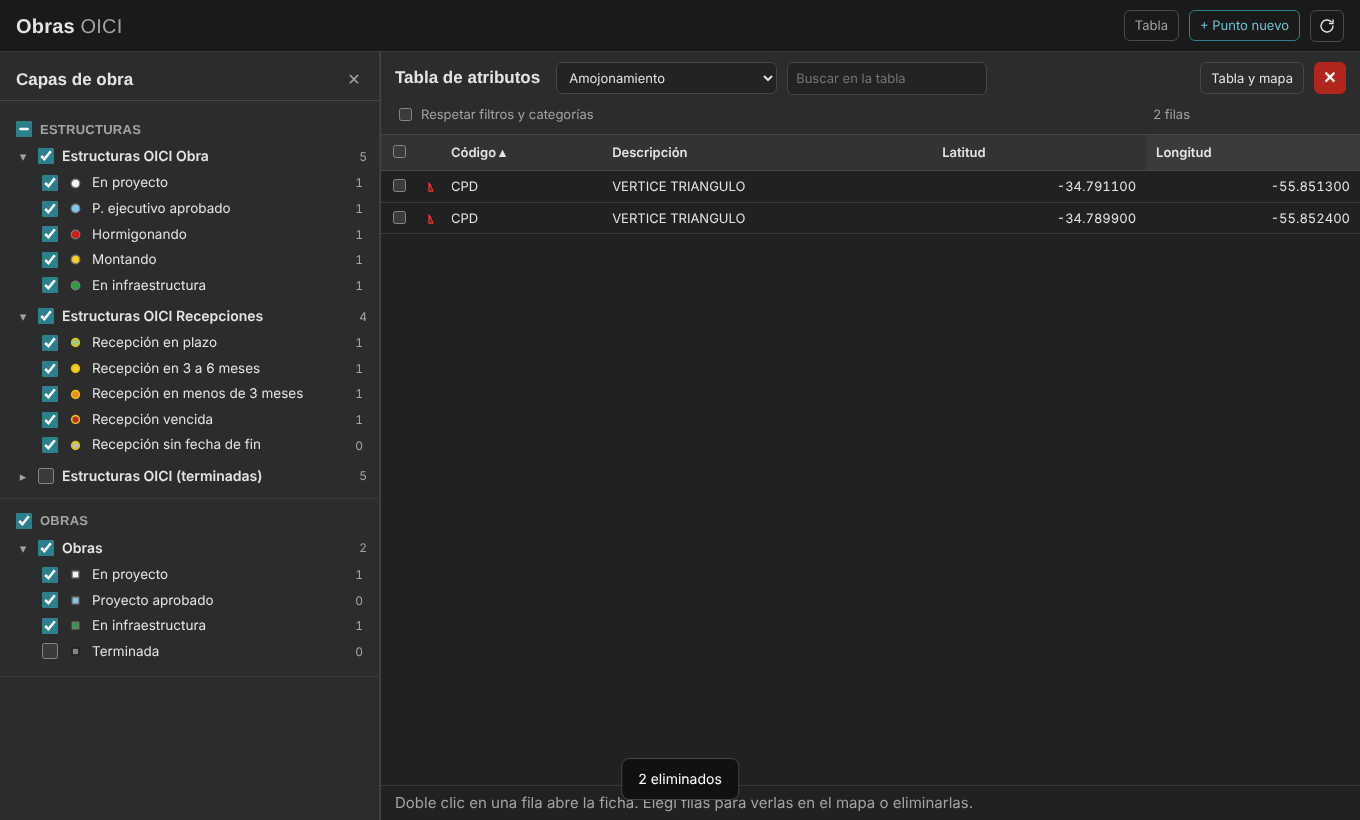 Obras OICI
Tabla
+ Punto nuevo
Capas de obra
ESTRUCTURAS
Estructuras OICI Obra 5
En proyecto 1
P. ejecutivo aprobado 1
Hormigonando 1
Montando 1
En infraestructura 1
Estructuras OICI Recepciones 4
Recepción en plazo 1
Recepción en 3 a 6 meses 1
Recepción en menos de 3 meses 1
Recepción vencida 1
Recepción sin fecha de fin 0
Estructuras OICI (terminadas) 5
OBRAS
Obras 2
En proyecto 1
Proyecto aprobado 0
En infraestructura 1
Terminada 0
Tabla de atributos
Amojonamiento
Buscar en la tabla
Tabla y mapa
Respetar filtros y categorías
2 filas
Código Descripción Latitud Longitud
CPD VERTICE TRIANGULO -34.791100 -55.851300
CPD VERTICE TRIANGULO -34.789900 -55.852400
2 eliminados
Doble clic en una fila abre la ficha. Elegí filas para verlas en el mapa o eliminarlas.